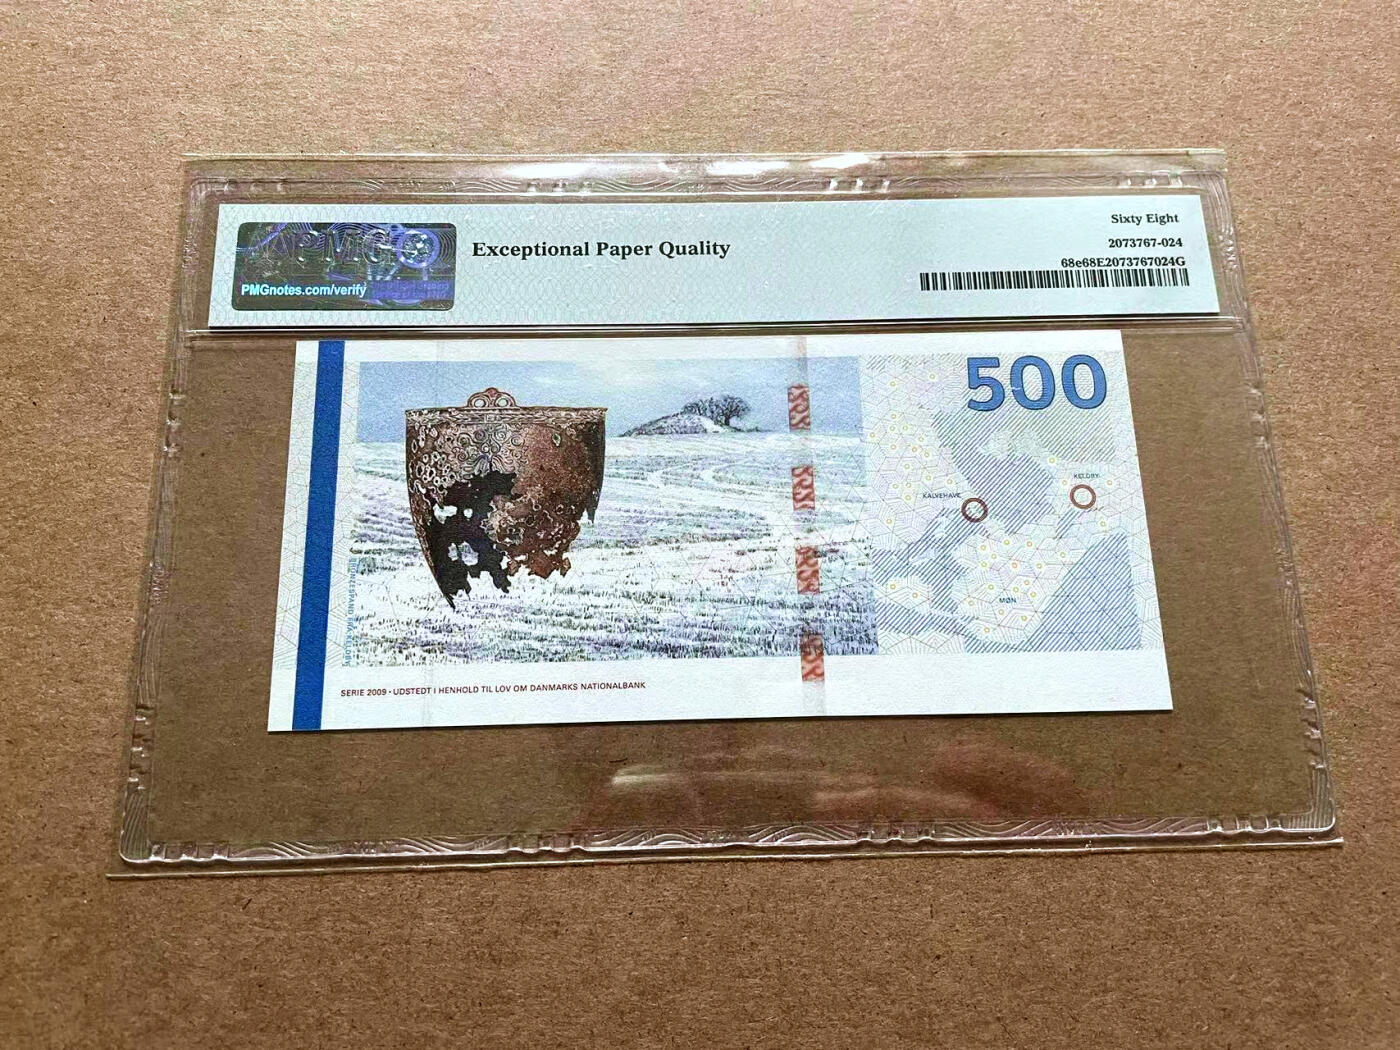 PMG
PMGnotes.com/verify
Exceptional Paper Quality
Sixty Eight
2073767-024
68e68E2073767024G
500
KALVEHAVE
KELDBY
MØN
SERIE 2009 • UDSTEDT I HENHOLD TIL LOV OM DANMARKS NATIONALBANK